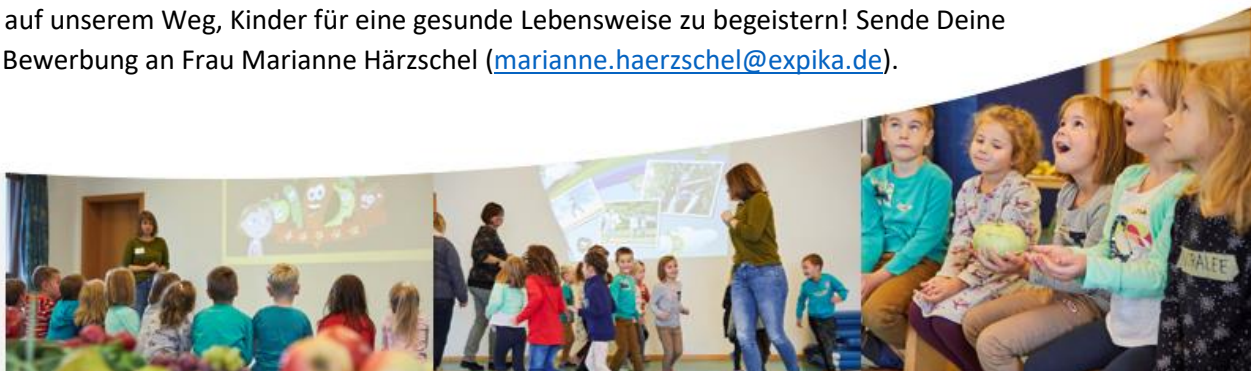 auf unserem Weg, Kinder für eine gesunde Lebensweise zu begeistern! Sende Deine
Bewerbung an Frau Marianne Härzschel (marianne.haerzschel@expika.de).